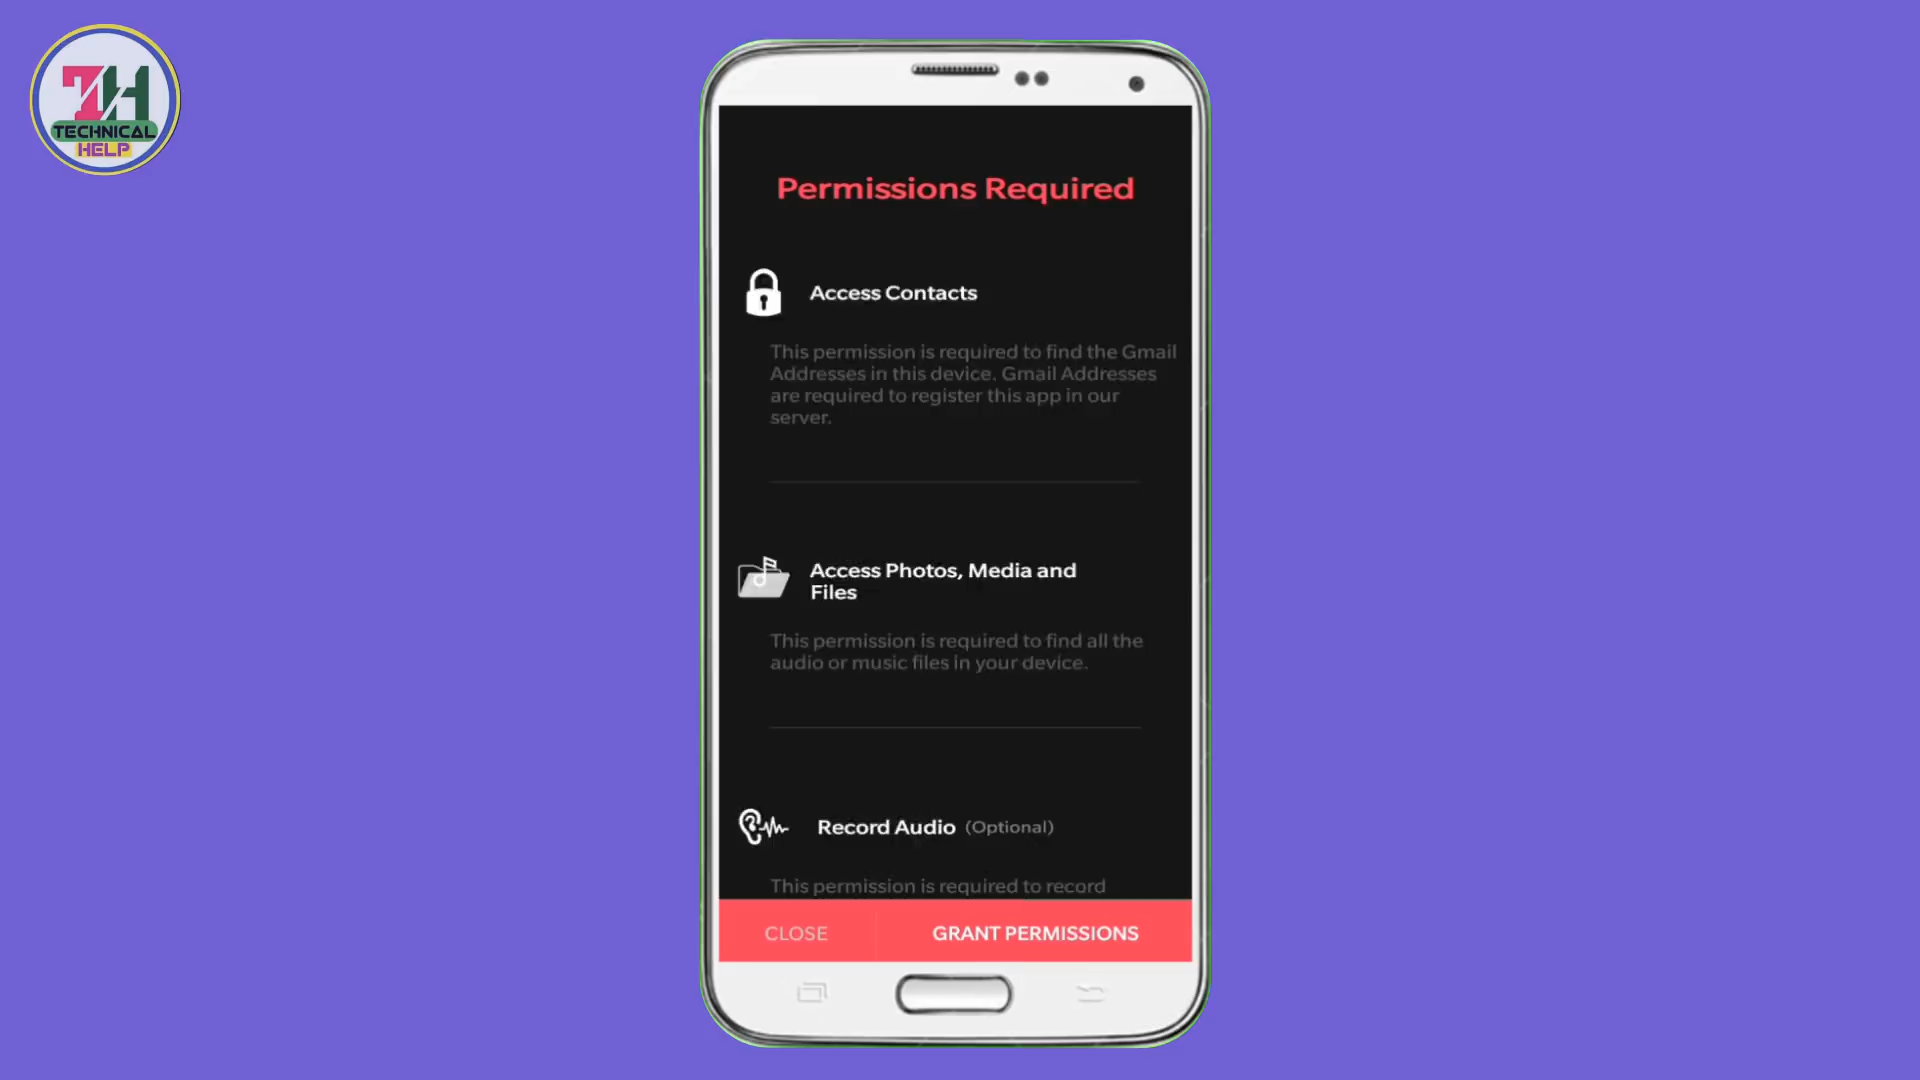 TH
TECHNICAL
HELP
Permissions Required
Access Contacts
This permission is required to find the Gmail
Addresses in this device. Gmail Addresses
are required to register this app in our
server.
Access Photos, Media and
Files
This permission is required to find all the
audio or music files in your device.
Record Audio (Optional)
This permission is required to record
CLOSE
GRANT PERMISSIONS